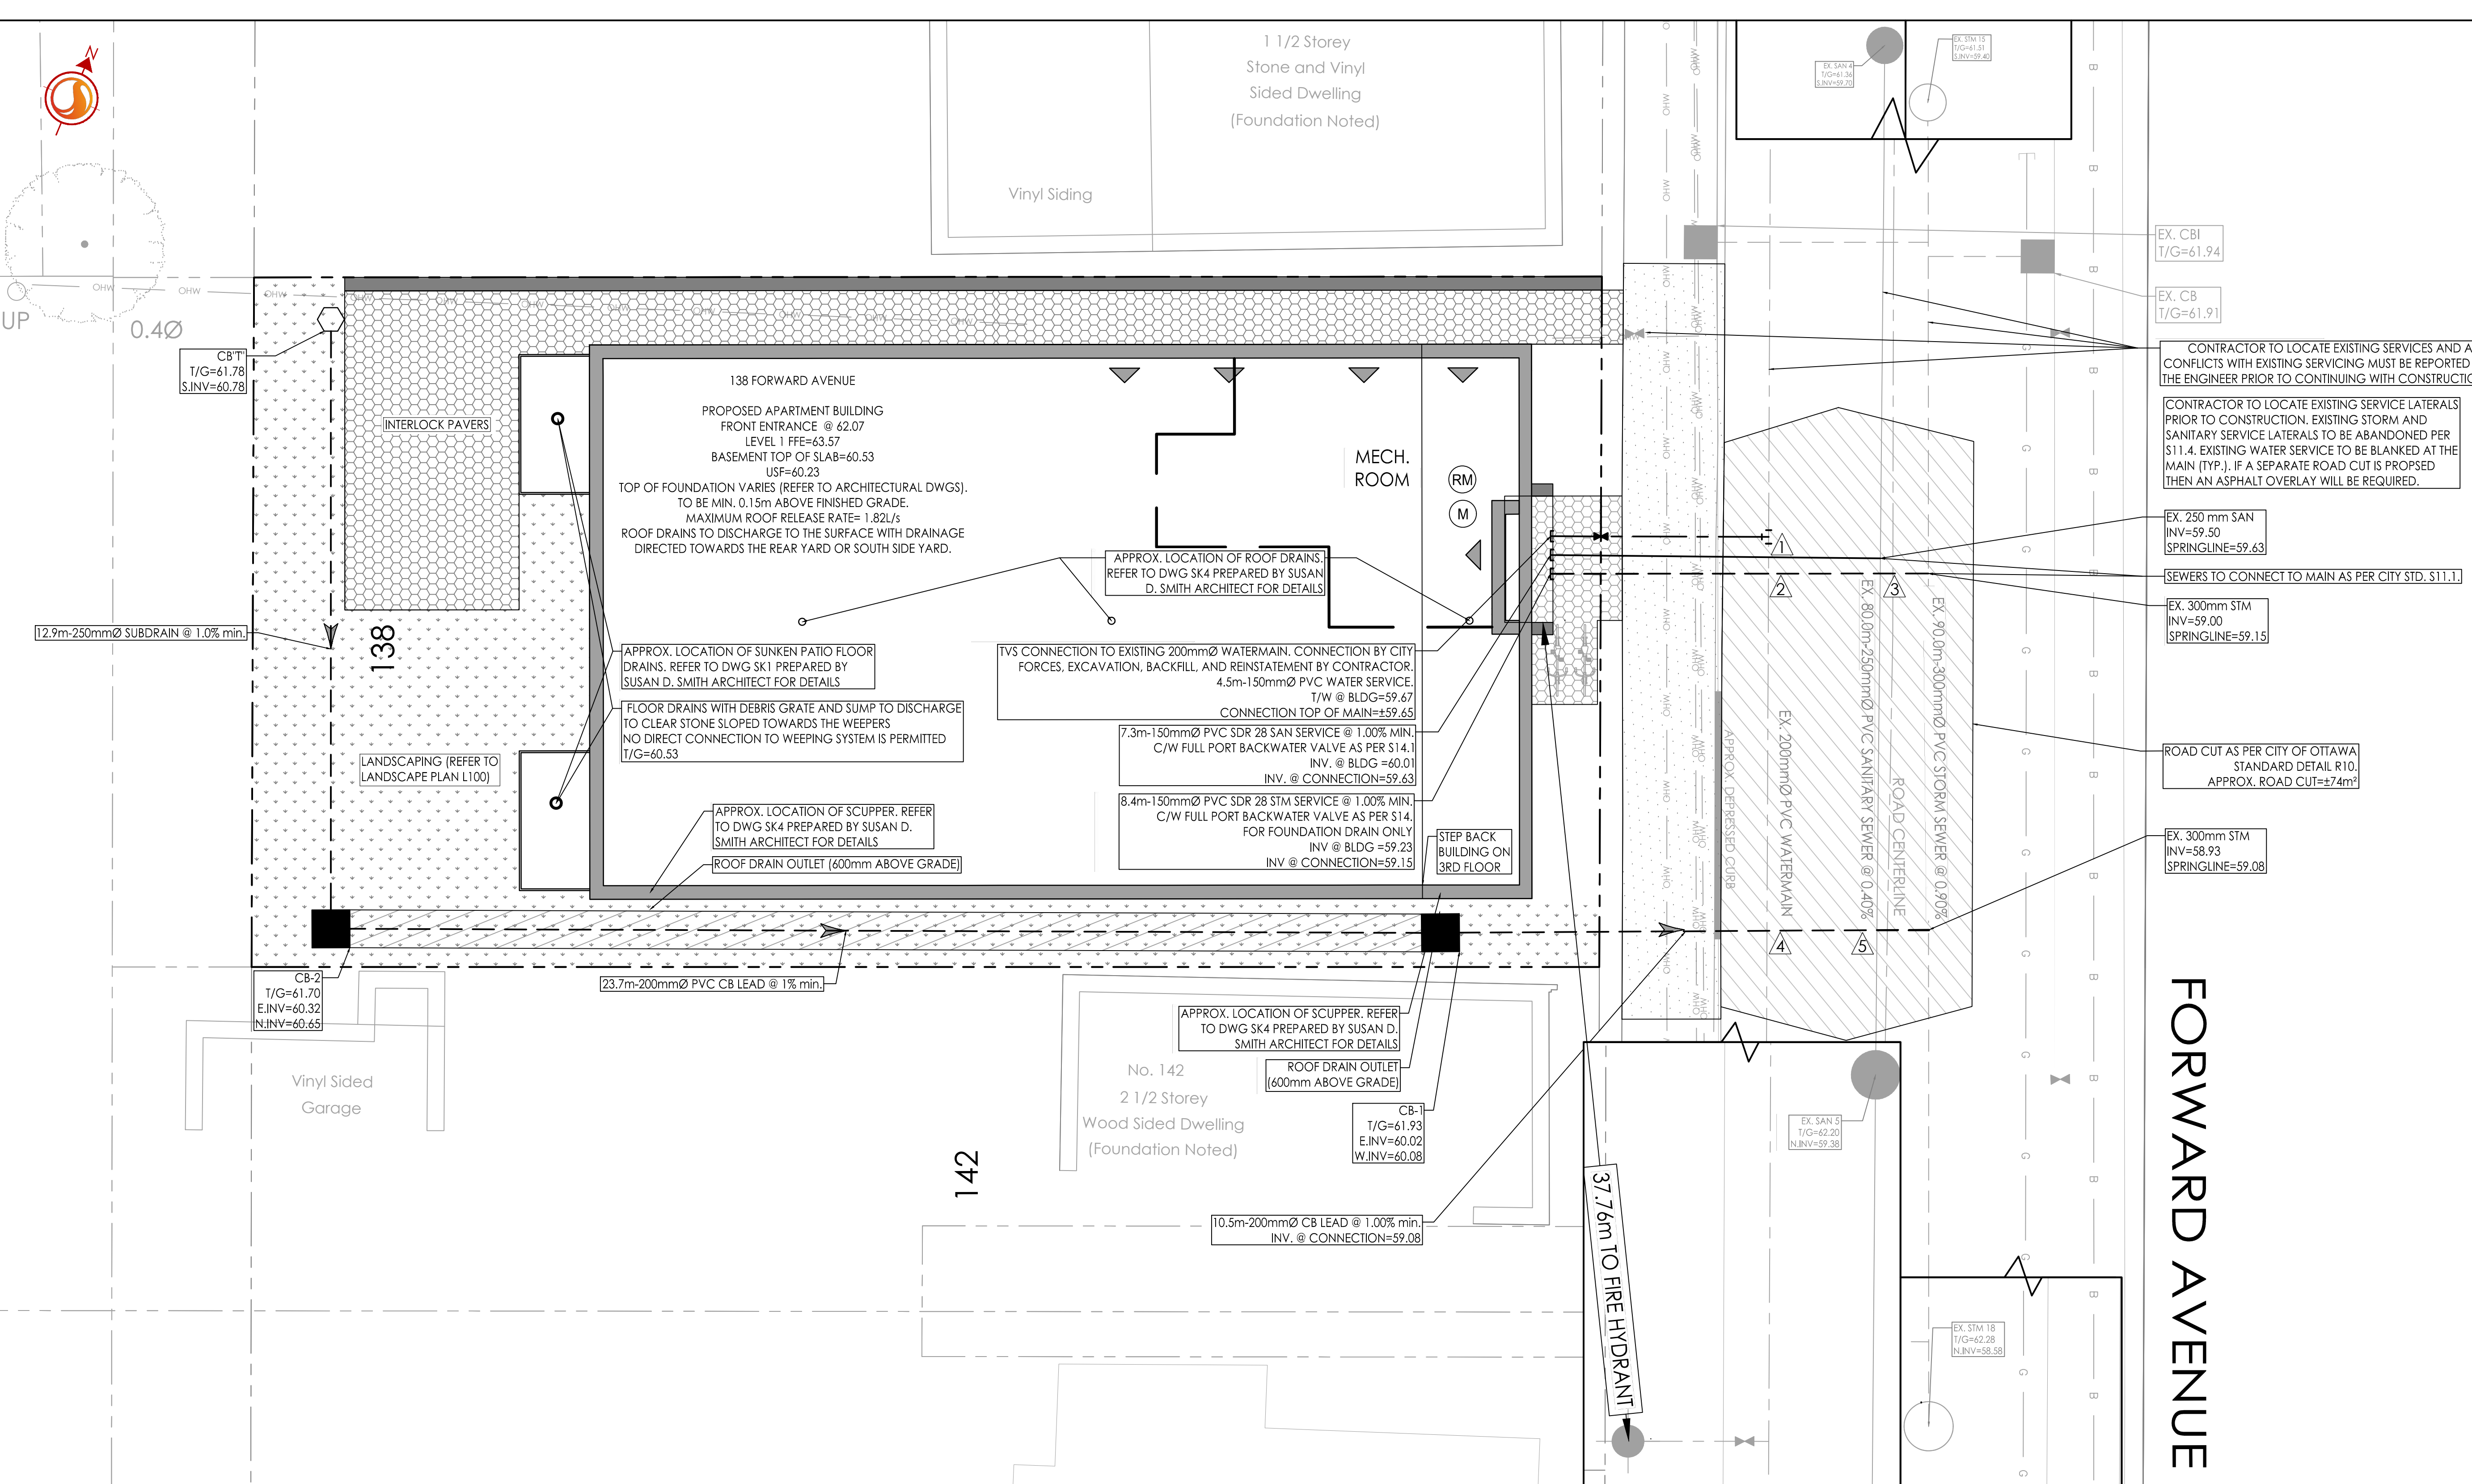 N
1 1/2 Storey
Stone and Vinyl
Sided Dwelling
(Foundation Noted)
Vinyl Siding
EX. SAN 4
T/G=61.36
S.INV=59.70
EX. STM 15
T/G=61.51
S.INV=59.40
EX. CBI
T/G=61.94
EX. CB
T/G=61.91
UP
0.4Ø
OHW
OHW
OHW
OHW
OHW
OHW
OHW
OHW
OHW
OHW
OHW
CB"T"
T/G=61.78
S.INV=60.78
INTERLOCK PAVERS
138 FORWARD AVENUE
PROPOSED APARTMENT BUILDING
FRONT ENTRANCE @ 62.07
LEVEL 1 FFE=63.57
BASEMENT TOP OF SLAB=60.53
USF=60.23
TOP OF FOUNDATION VARIES (REFER TO ARCHITECTURAL DWGS).
TO BE MIN. 0.15m ABOVE FINISHED GRADE.
MAXIMUM ROOF RELEASE RATE= 1.82L/s
ROOF DRAINS TO DISCHARGE TO THE SURFACE WITH DRAINAGE
DIRECTED TOWARDS THE REAR YARD OR SOUTH SIDE YARD.
MECH.
ROOM
RM
M
CONTRACTOR TO LOCATE EXISTING SERVICES AND A
CONFLICTS WITH EXISTING SERVICING MUST BE REPORTED
THE ENGINEER PRIOR TO CONTINUING WITH CONSTRUCTIO
CONTRACTOR TO LOCATE EXISTING SERVICE LATERALS
PRIOR TO CONSTRUCTION. EXISTING STORM AND
SANITARY SERVICE LATERALS TO BE ABANDONED PER
S11.4. EXISTING WATER SERVICE TO BE BLANKED AT THE
MAIN (TYP.). IF A SEPARATE ROAD CUT IS PROPSED
THEN AN ASPHALT OVERLAY WILL BE REQUIRED.
EX. 250 mm SAN
INV=59.50
SPRINGLINE=59.63
SEWERS TO CONNECT TO MAIN AS PER CITY STD. S11.1.
EX. 300mm STM
INV=59.00
SPRINGLINE=59.15
APPROX. LOCATION OF ROOF DRAINS.
REFER TO DWG SK4 PREPARED BY SUSAN
D. SMITH ARCHITECT FOR DETAILS
1
2
3
12.9m-250mmØ SUBDRAIN @ 1.0% min.
138
APPROX. LOCATION OF SUNKEN PATIO FLOOR
DRAINS. REFER TO DWG SK1 PREPARED BY
SUSAN D. SMITH ARCHITECT FOR DETAILS
FLOOR DRAINS WITH DEBRIS GRATE AND SUMP TO DISCHARGE
TO CLEAR STONE SLOPED TOWARDS THE WEEPERS
NO DIRECT CONNECTION TO WEEPING SYSTEM IS PERMITTED
T/G=60.53
TVS CONNECTION TO EXISTING 200mmØ WATERMAIN. CONNECTION BY CITY
FORCES, EXCAVATION, BACKFILL, AND REINSTATEMENT BY CONTRACTOR.
4.5m-150mmØ PVC WATER SERVICE.
T/W @ BLDG=59.67
CONNECTION TOP OF MAIN=±59.65
7.3m-150mmØ PVC SDR 28 SAN SERVICE @ 1.00% MIN.
C/W FULL PORT BACKWATER VALVE AS PER S14.1
INV. @ BLDG =60.01
INV. @ CONNECTION=59.63
8.4m-150mmØ PVC SDR 28 STM SERVICE @ 1.00% MIN.
C/W FULL PORT BACKWATER VALVE AS PER S14.
FOR FOUNDATION DRAIN ONLY
INV @ BLDG =59.23
INV @ CONNECTION=59.15
STEP BACK
BUILDING ON
3RD FLOOR
LANDSCAPING (REFER TO
LANDSCAPE PLAN L100)
APPROX. LOCATION OF SCUPPER. REFER
TO DWG SK4 PREPARED BY SUSAN D.
SMITH ARCHITECT FOR DETAILS
ROOF DRAIN OUTLET (600mm ABOVE GRADE)
APPROX. DEPRESSED CURB
EX. 200mmØ PVC WATERMAIN
EX. 80.0m-250mmØ PVC SANITARY SEWER @ 0.40%
ROAD CENTERLINE
EX. 90.0m-300mmØ PVC STORM SEWER @ 0.90%
ROAD CUT AS PER CITY OF OTTAWA
STANDARD DETAIL R10.
APPROX. ROAD CUT=±74m²
EX. 300mm STM
INV=58.93
SPRINGLINE=59.08
4
5
CB-2
T/G=61.70
E.INV=60.32
N.INV=60.65
23.7m-200mmØ PVC CB LEAD @ 1% min.
APPROX. LOCATION OF SCUPPER. REFER
TO DWG SK4 PREPARED BY SUSAN D.
SMITH ARCHITECT FOR DETAILS
ROOF DRAIN OUTLET
(600mm ABOVE GRADE)
Vinyl Sided
Garage
No. 142
2 1/2 Storey
Wood Sided Dwelling
(Foundation Noted)
CB-1
T/G=61.93
E.INV=60.02
W.INV=60.08
142
EX. SAN 5
T/G=62.20
N.INV=59.38
10.5m-200mmØ CB LEAD @ 1.00% min.
INV. @ CONNECTION=59.08
37.76m TO FIRE HYDRANT
EX. STM 18
T/G=62.28
N.INV=58.58
FORWARD AVENUE